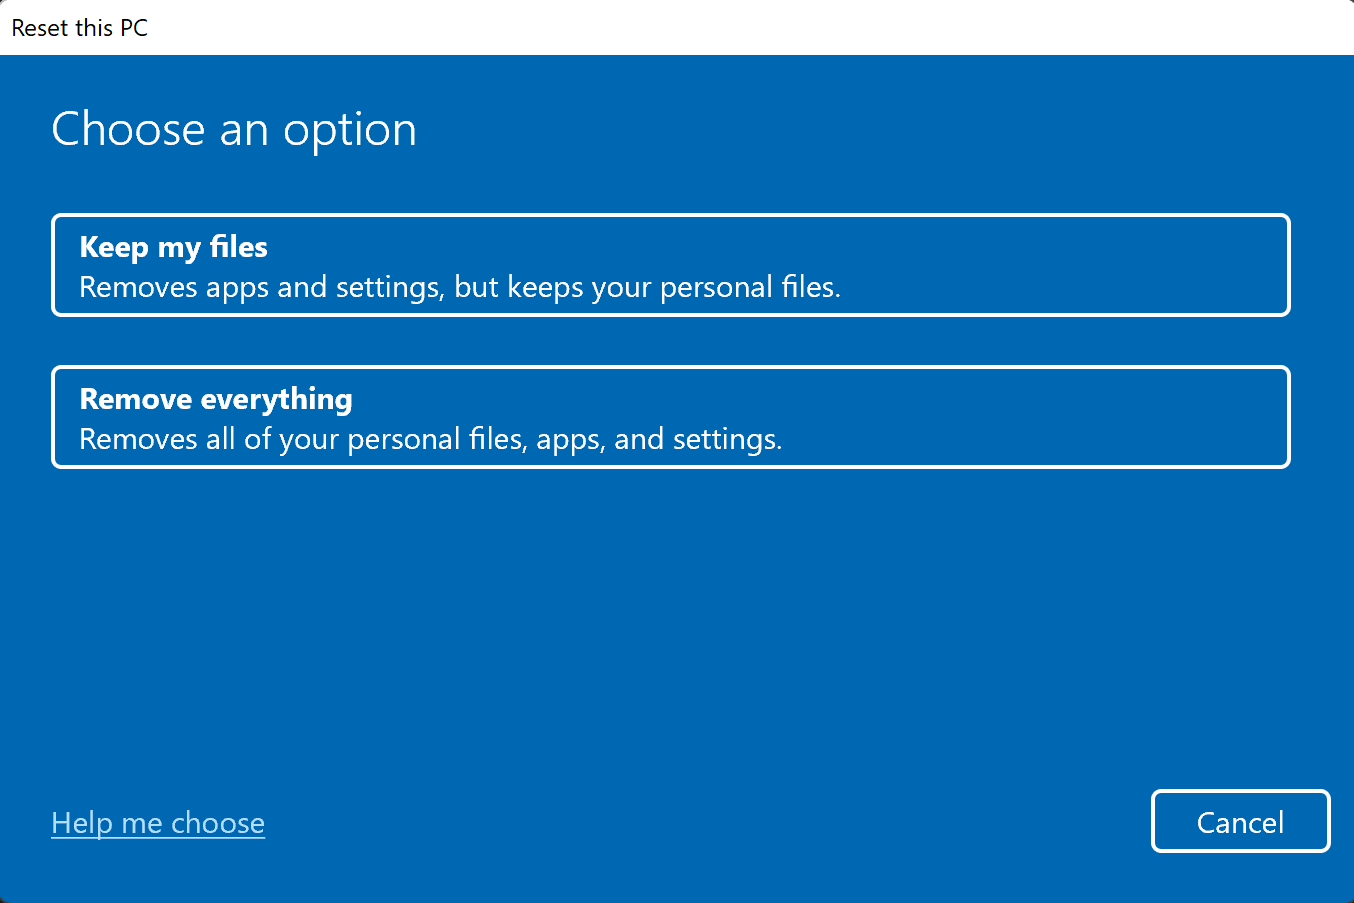 Reset this PC
Choose an option
Keep my files
Removes apps and settings, but keeps your personal files.
Remove everything
Removes all of your personal files, apps, and settings.
Help me choose
Cancel